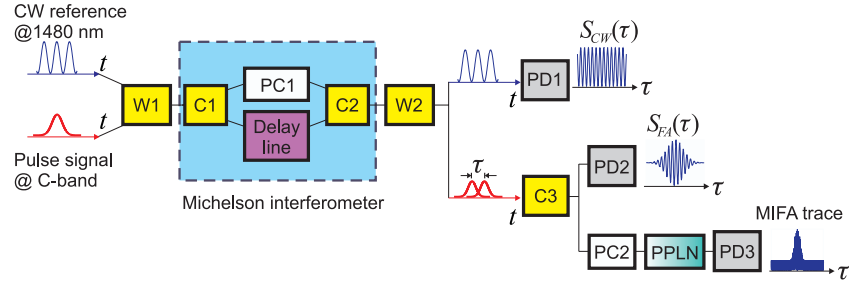 CW reference
@1480 nm
t
W1
t
Pulse signal
@ C-band
C1
PC1
Delay
line
C2
Michelson interferometer
W2
t
PD1
S_CW(τ)
τ
τ
t
C3
PD2
S_FA(τ)
τ
PC2
PPLN
PD3
MIFA trace
τ